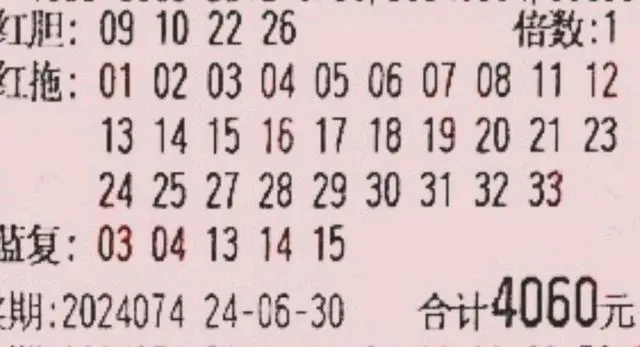 红胆: 09 10 22 26 倍数:1
红拖: 01 02 03 04 05 06 07 08 11 12
13 14 15 16 17 18 19 20 21 23
24 25 27 28 29 30 31 32 33
蓝复: 03 04 13 14 15
奖期:2024074 24-06-30 合计4060元